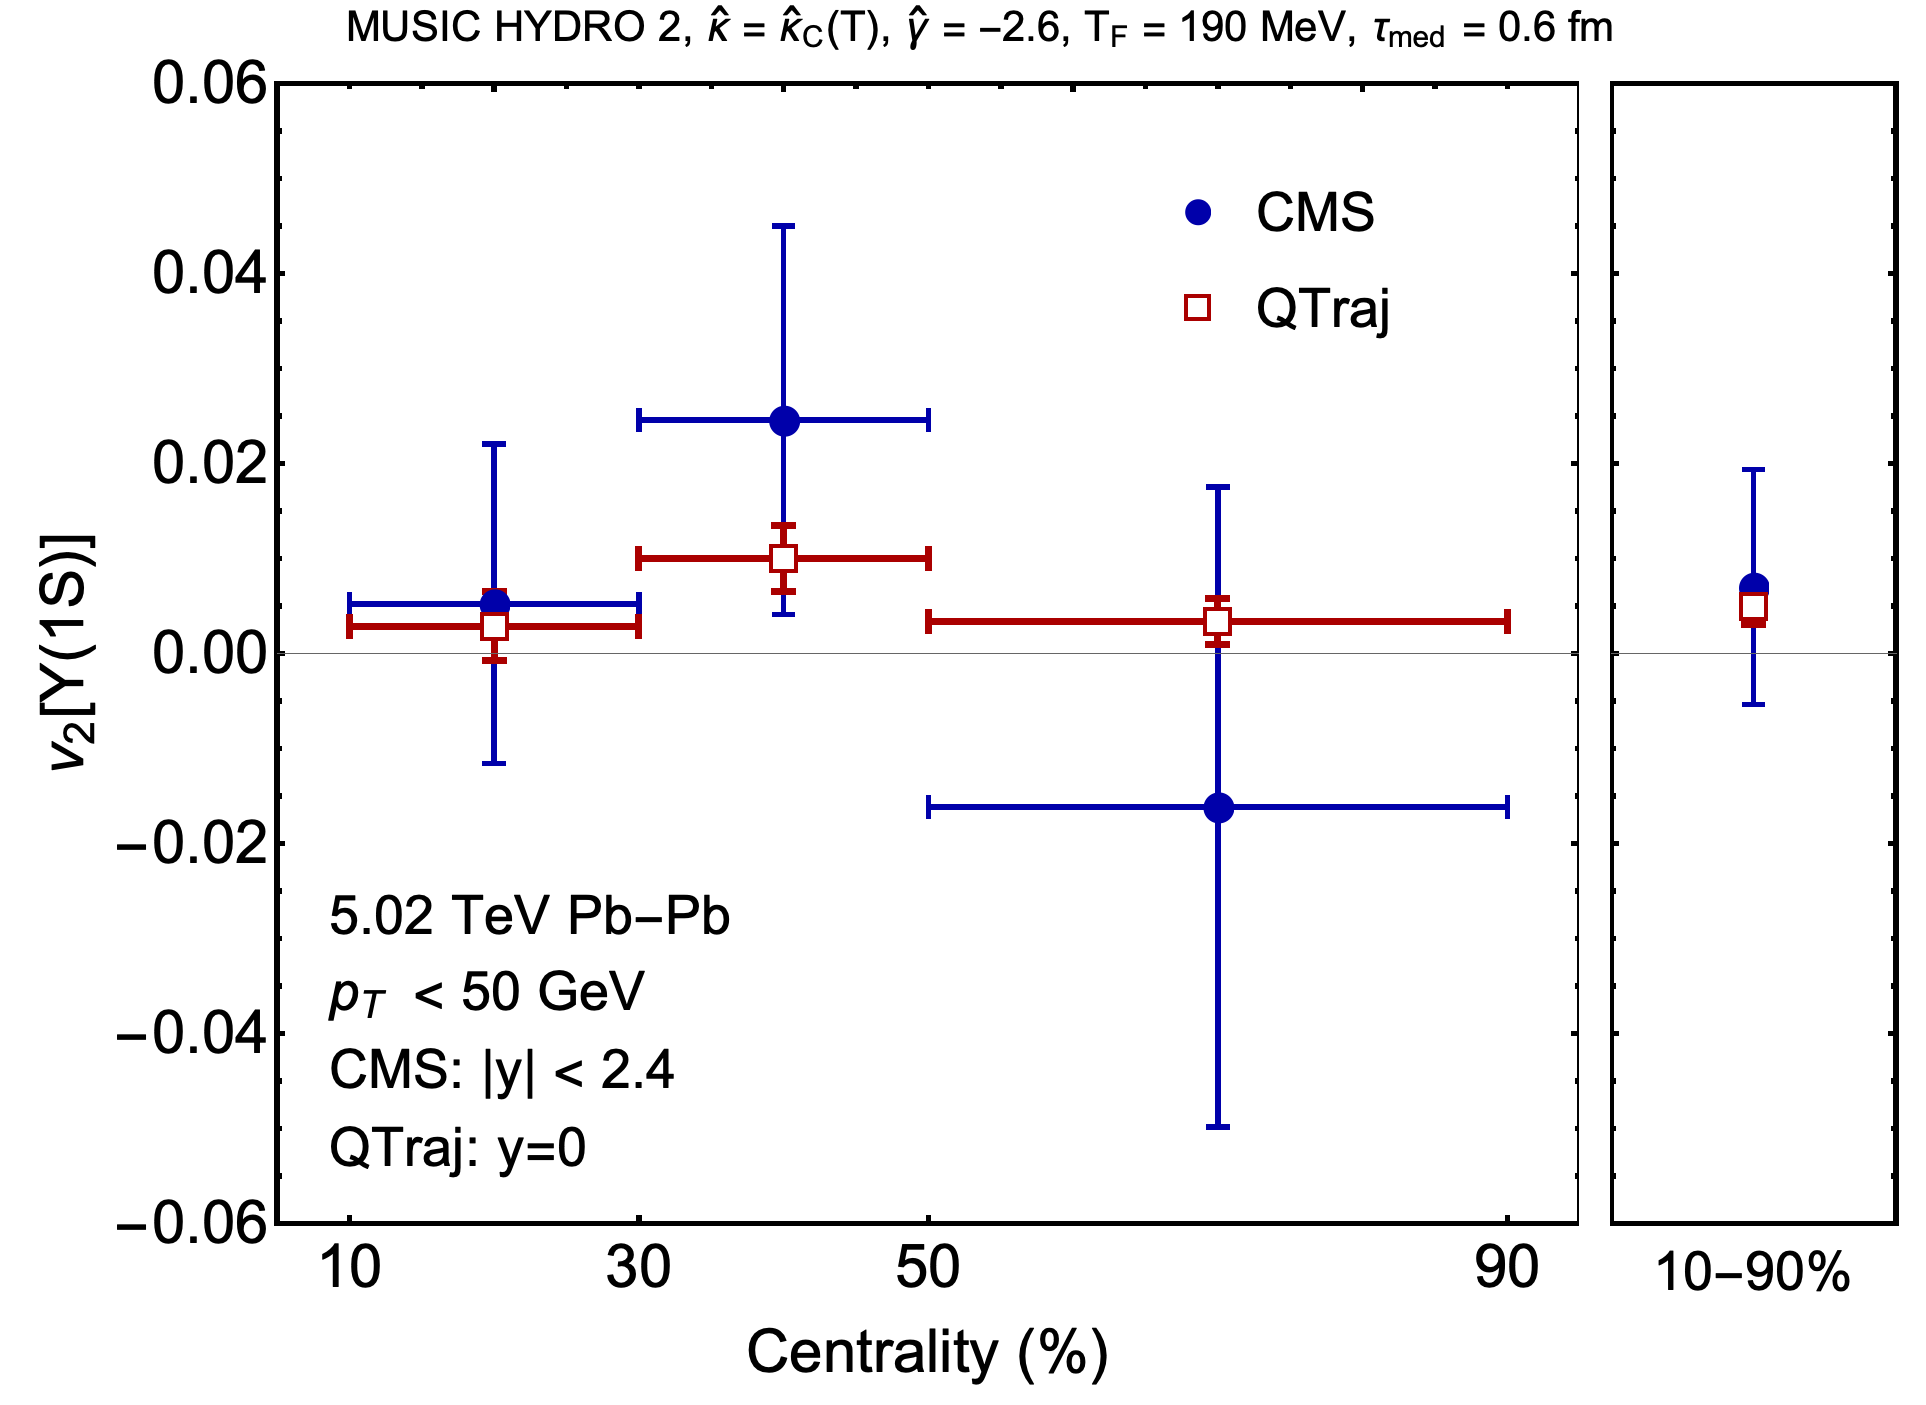 MUSIC HYDRO 2, κ̂ = κ̂C(T), γ̂ = −2.6, TF = 190 MeV, τmed = 0.6 fm
0.06
0.04
0.02
0.00
−0.02
−0.04
−0.06
v2[Υ(1S)]
CMS
QTraj
5.02 TeV Pb−Pb
pT < 50 GeV
CMS: |y| < 2.4
QTraj: y=0
10 30 50 90
10−90%
Centrality (%)